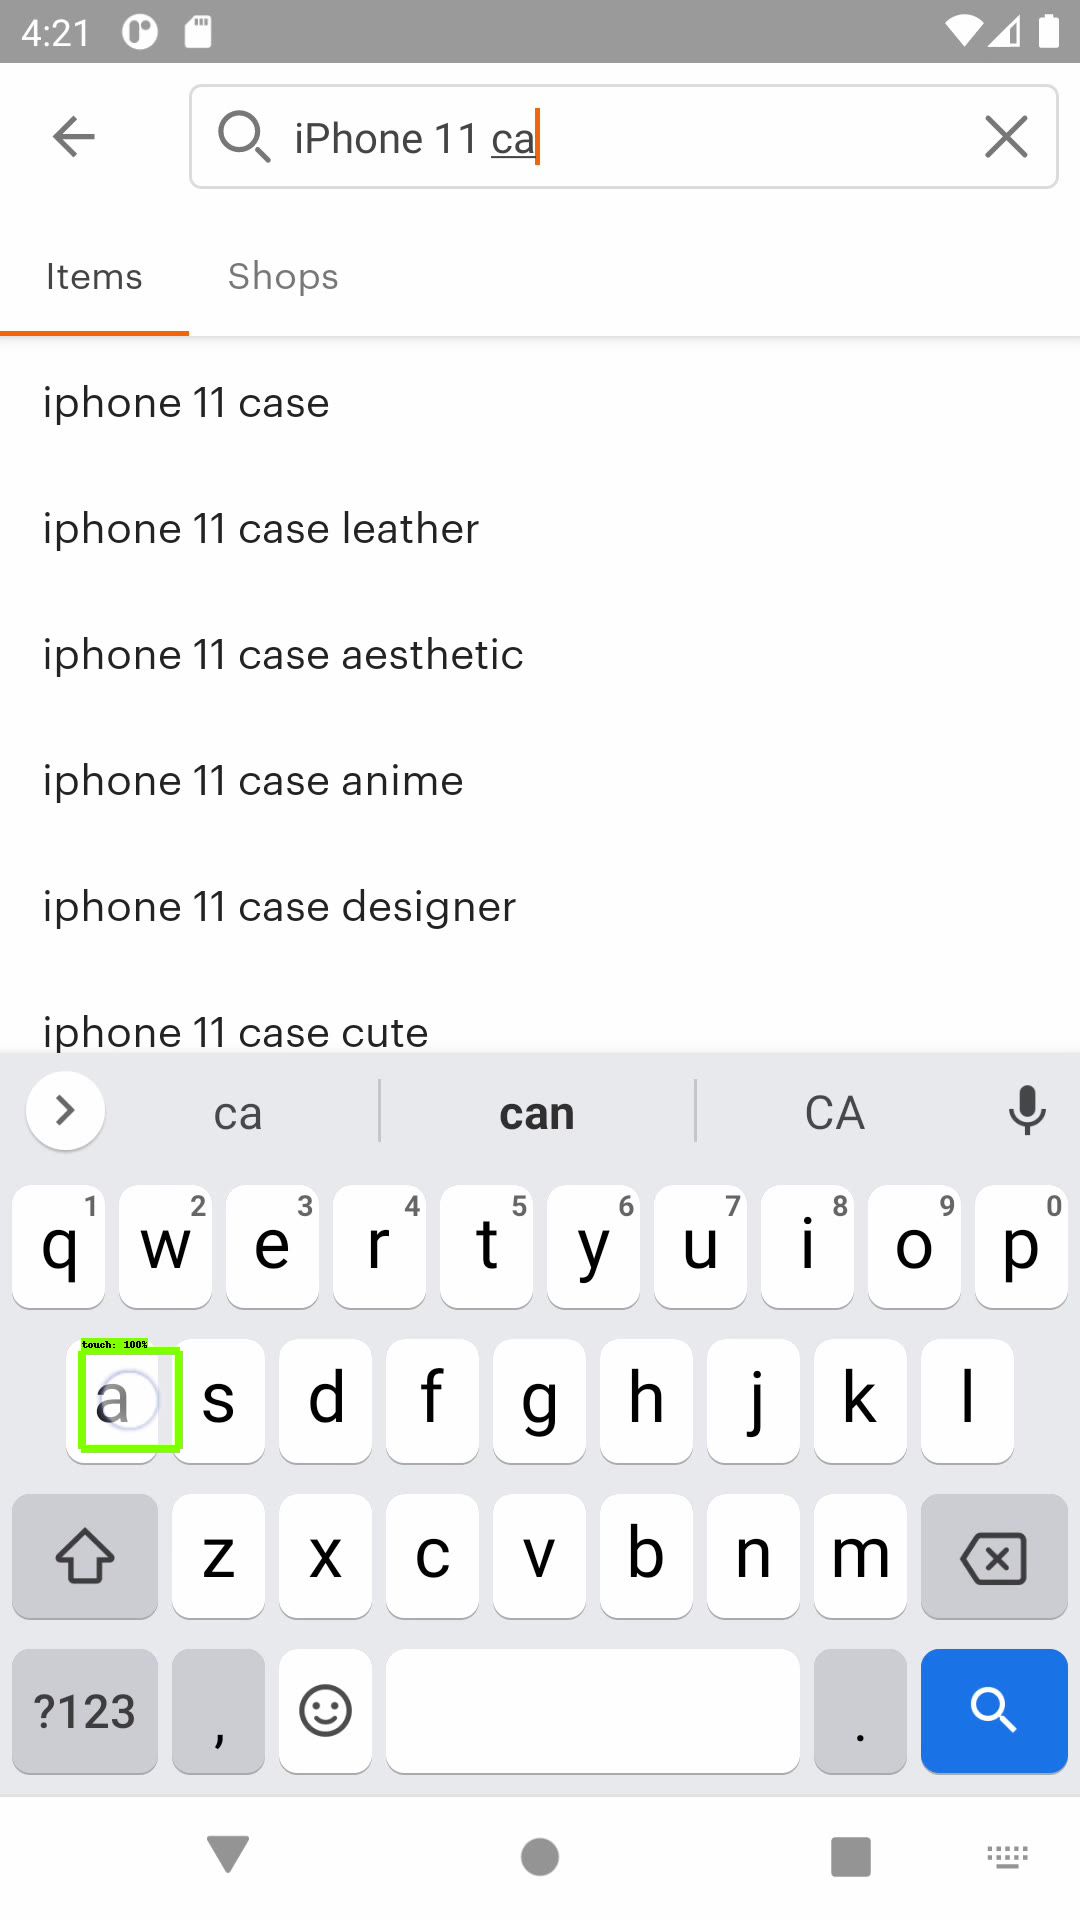 4:21
iPhone 11 ca
Items Shops
iphone 11 case
iphone 11 case leather
iphone 11 case aesthetic
iphone 11 case anime
iphone 11 case designer
iphone 11 case cute
ca can CA
1 2 3 4 5 6 7 8 9 0
q w e r t y u i o p
touch: 100%
a s d f g h j k l
z x c v b n m
?123 , .